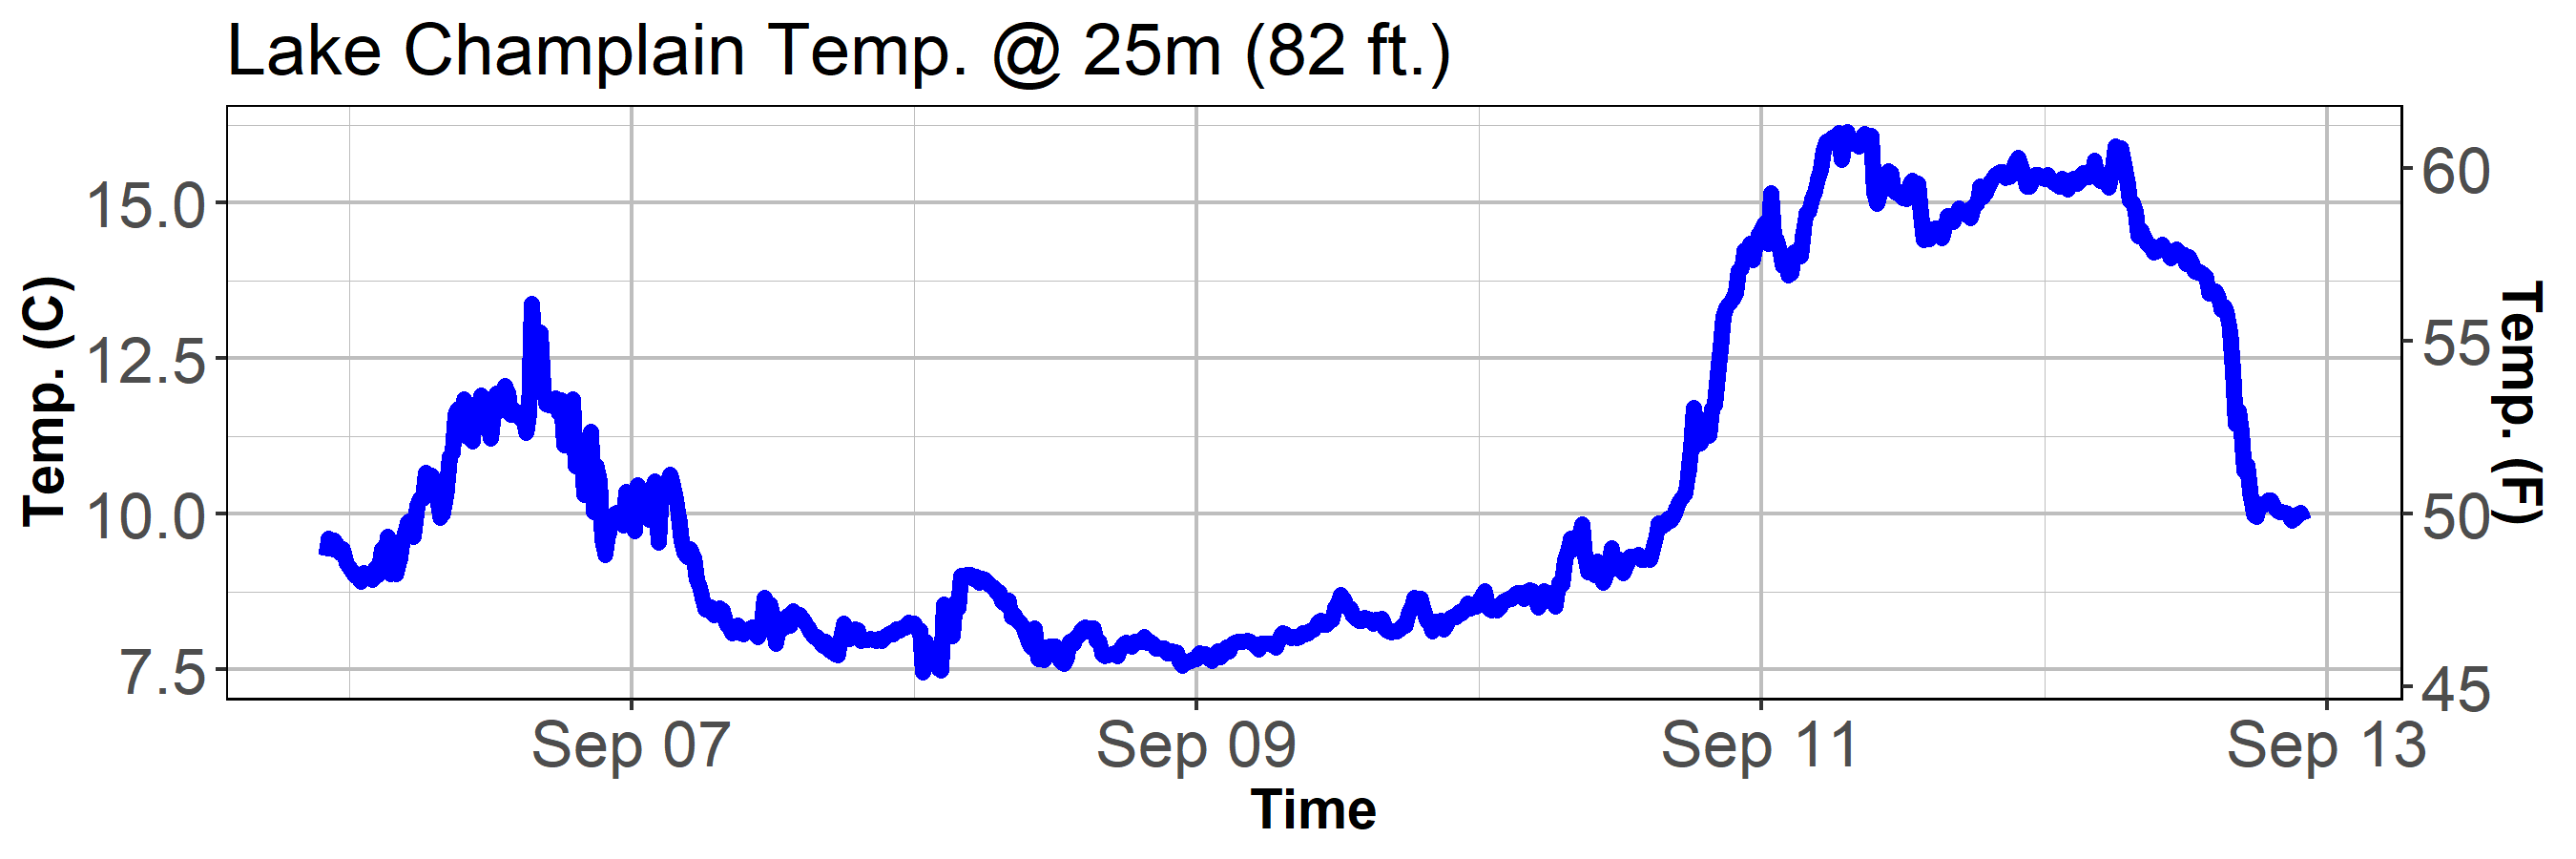 Lake Champlain Temp. @ 25m (82 ft.)
Temp. (C)
15.0
12.5
10.0
7.5
60
55
50
45
Temp. (F)
Sep 07
Sep 09
Sep 11
Sep 13
Time